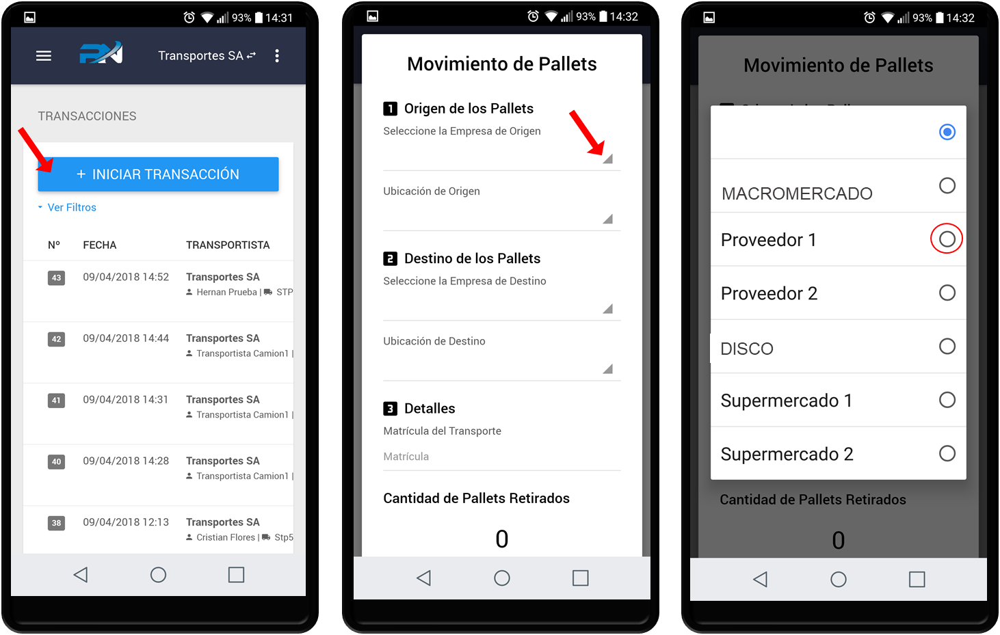 93% 14:31
PX
Transportes SA
TRANSACCIONES
+ INICIAR TRANSACCIÓN
Ver Filtros
Nº FECHA TRANSPORTISTA
43 09/04/2018 14:52 Transportes SA
Hernan Prueba | STP
42 09/04/2018 14:44 Transportes SA
Transportista Camion1 |
41 09/04/2018 14:31 Transportes SA
Transportista Camion1 |
40 09/04/2018 14:28 Transportes SA
Transportista Camion1 |
38 09/04/2018 12:13 Transportes SA
Cristian Flores | Stp5
93% 14:32
Movimiento de Pallets
1 Origen de los Pallets
Seleccione la Empresa de Origen
Ubicación de Origen
2 Destino de los Pallets
Seleccione la Empresa de Destino
Ubicación de Destino
3 Detalles
Matrícula del Transporte
Matrícula
Cantidad de Pallets Retirados
0
93% 14:32
Movimiento de Pallets
MACROMERCADO
Proveedor 1
Proveedor 2
DISCO
Supermercado 1
Supermercado 2
Cantidad de Pallets Retirados
0